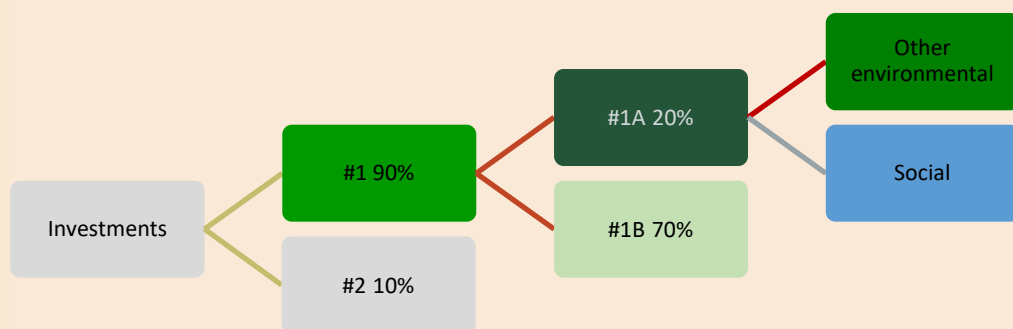 Investments
#1 90%
#2 10%
#1A 20%
#1B 70%
Other
environmental
Social